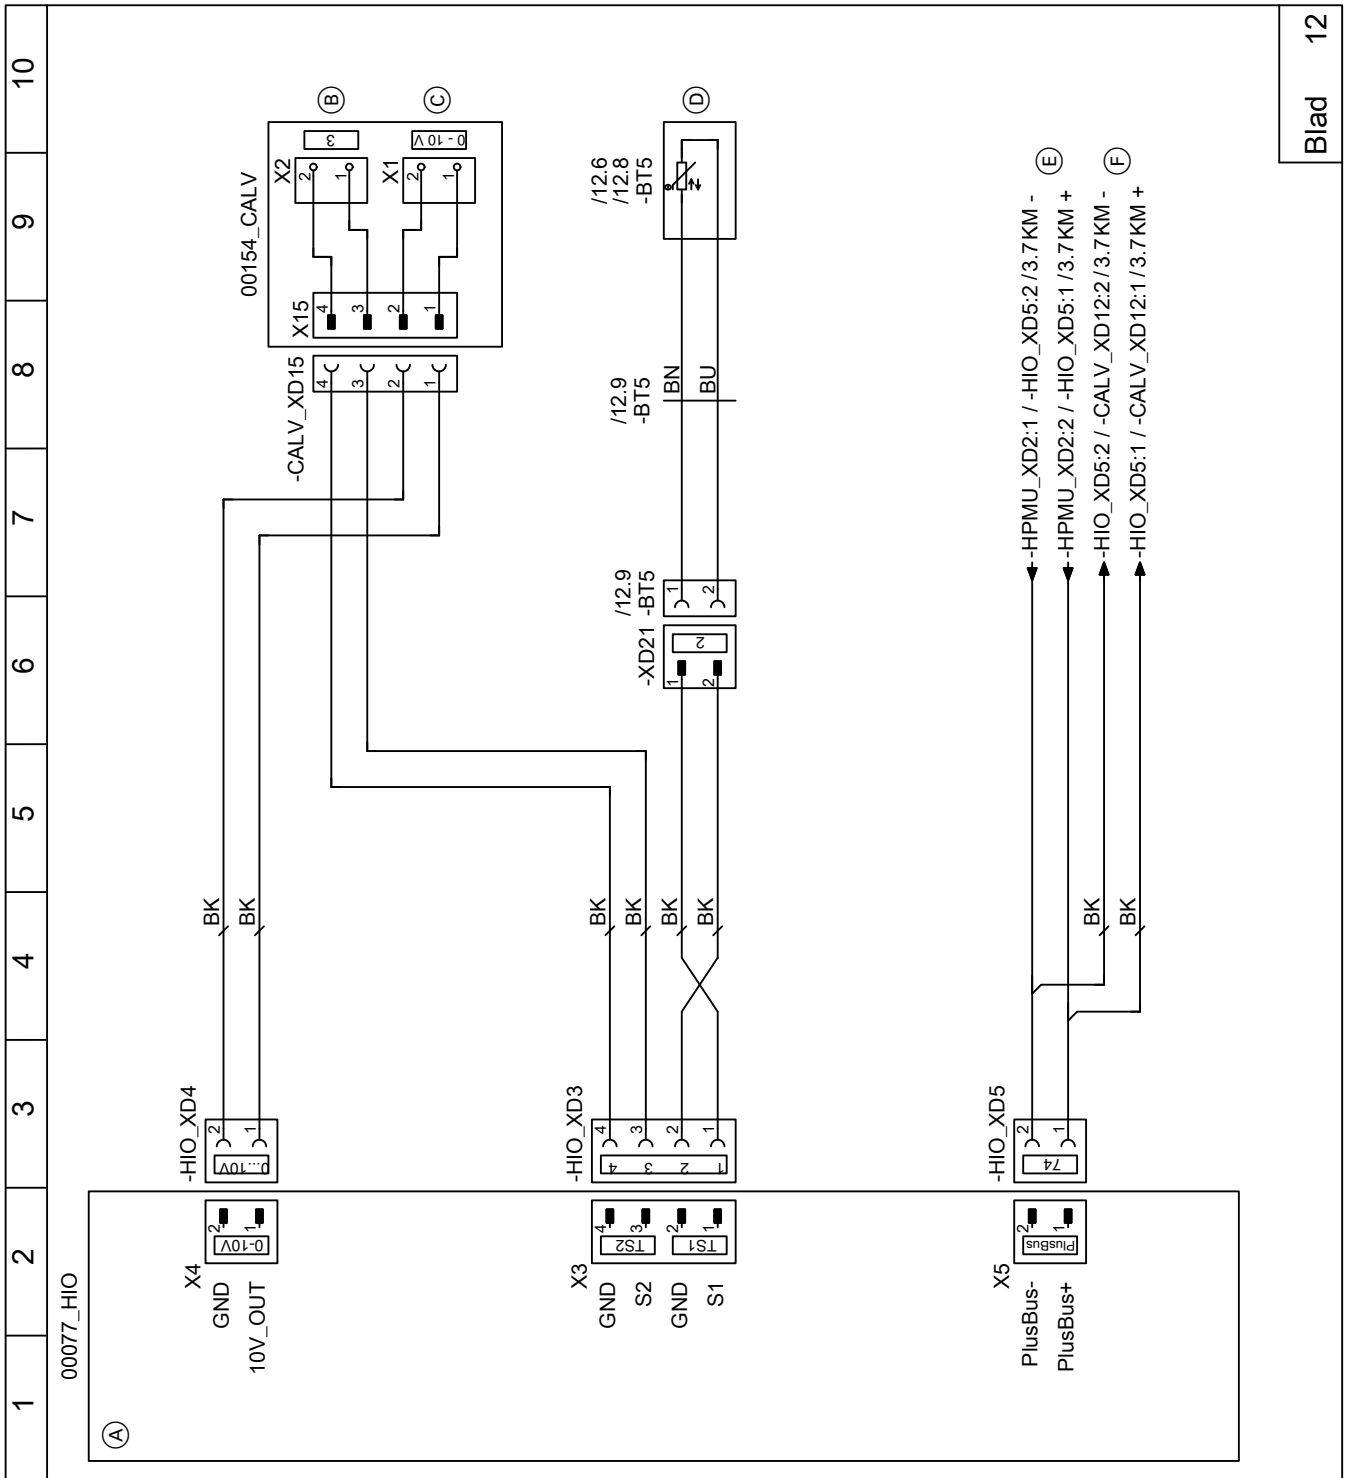 1 2 3 4 5 6 7 8 9 10
Blad 12
A
00077_HIO
X4
GND
10V_OUT
2
1
0-10V
-HIO_XD4
2
1
0...10V
BK
BK
-CALV_XD15
4
3
2
1
00154_CALV
X15
4
3
2
1
X2
2
1
3
B
X1
2
1
0 - 10 V
C
X3
GND
S2
GND
S1
4
3
2
1
TS2
TS1
-HIO_XD3
4
3
2
1
4 3 2 1
BK
BK
BK
BK
-XD21
1
2
2
/12.9
-BT5
1
2
/12.9
-BT5
BN
BU
/12.6
/12.8
-BT5
D
X5
PlusBus-
PlusBus+
2
1
PlusBus
-HIO_XD5
2
1
74
BK
BK
-HPMU_XD2:1 / -HIO_XD5:2 /3.7KM -
-HPMU_XD2:2 / -HIO_XD5:1 /3.7KM +
E
-HIO_XD5:2 / -CALV_XD12:2 /3.7KM -
-HIO_XD5:1 / -CALV_XD12:1 /3.7KM +
F